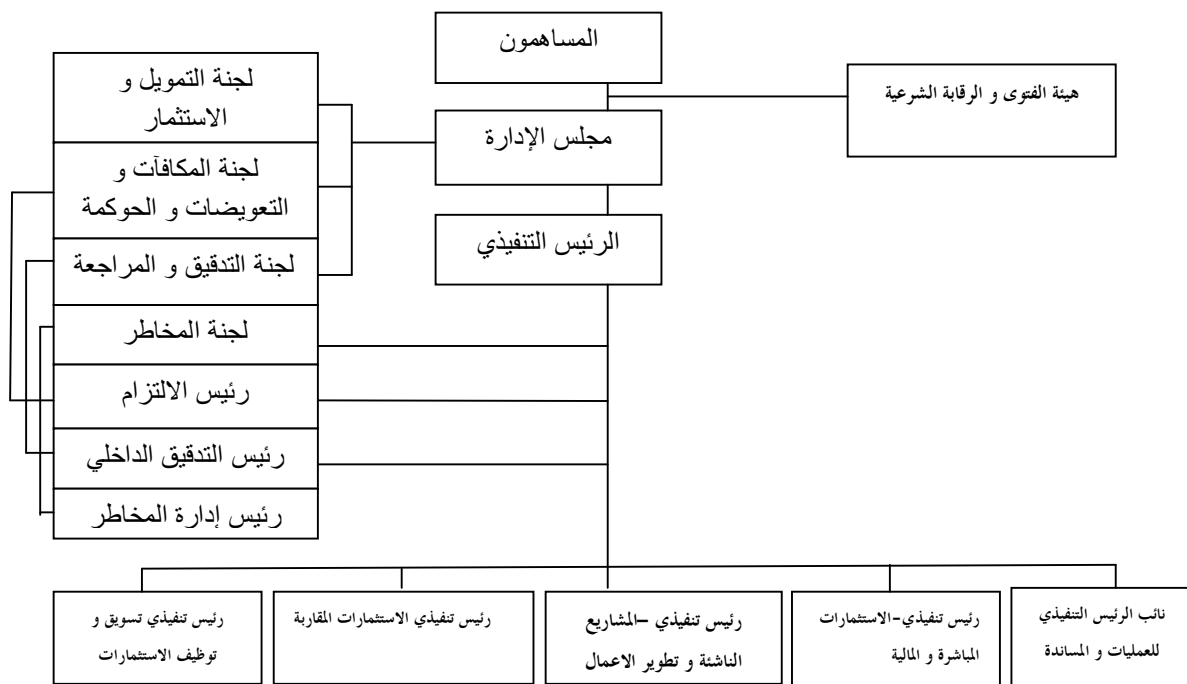 المساهمون
هيئة الفتوى و الرقابة الشرعية
مجلس الإدارة
الرئيس التنفيذي
لجنة التمويل و
الاستثمار
لجنة المكافآت و
التعويضات و الحوكمة
لجنة التدقيق و المراجعة
لجنة المخاطر
رئيس الالتزام
رئيس التدقيق الداخلي
رئيس إدارة المخاطر
نائب الرئيس التنفيذي
للعمليات و المساندة
رئيس تنفيذي-الاستثمارات
المباشرة و المالية
رئيس تنفيذي –المشاريع
الناشئة و تطوير الاعمال
رئيس تنفيذي الاستثمارات المقاربة
رئيس تنفيذي تسويق و
توظيف الاستثمارات